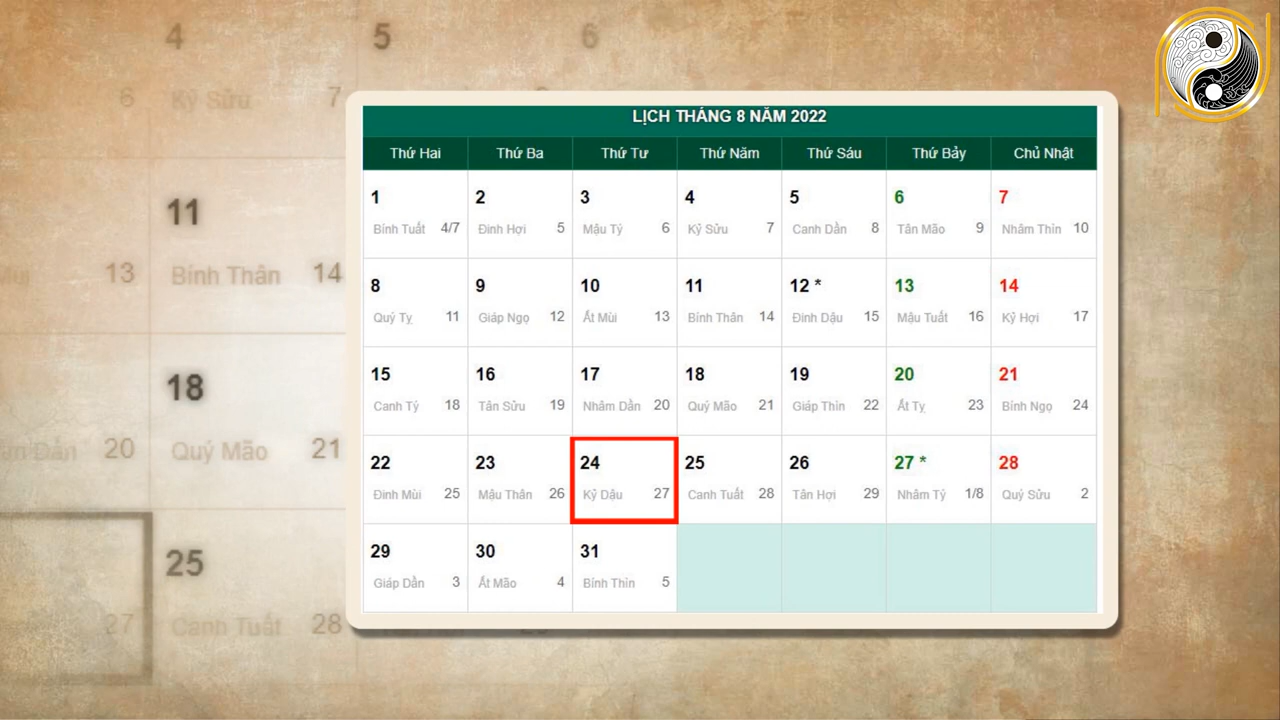 4 5 6
6 Kỷ Sửu 7
LỊCH THÁNG 8 NĂM 2022
Thứ Hai Thứ Ba Thứ Tư Thứ Năm Thứ Sáu Thứ Bảy Chủ Nhật
1 2 3 4 5 6 7
Bính Tuất 4/7 Đinh Hợi 5 Mậu Tý 6 Kỷ Sửu 7 Canh Dần 8 Tân Mão 9 Nhâm Thìn 10
11
13 Bính Thân 14
8 9 10 11 12 * 13 14
Quý Tỵ 11 Giáp Ngọ 12 Ất Mùi 13 Bính Thân 14 Đinh Dậu 15 Mậu Tuất 16 Kỷ Hợi 17
18
20 Quý Mão 21
15 16 17 18 19 20 21
Canh Tý 18 Tân Sửu 19 Nhâm Dần 20 Quý Mão 21 Giáp Thìn 22 Ất Tỵ 23 Bính Ngọ 24
22 23 24 25 26 27 * 28
Đinh Mùi 25 Mậu Thân 26 Kỷ Dậu 27 Canh Tuất 28 Tân Hợi 29 Nhâm Tý 1/8 Quý Sửu 2
25
27 Canh Tuất 28
29 30 31
Giáp Dần 3 Ất Mão 4 Bính Thìn 5